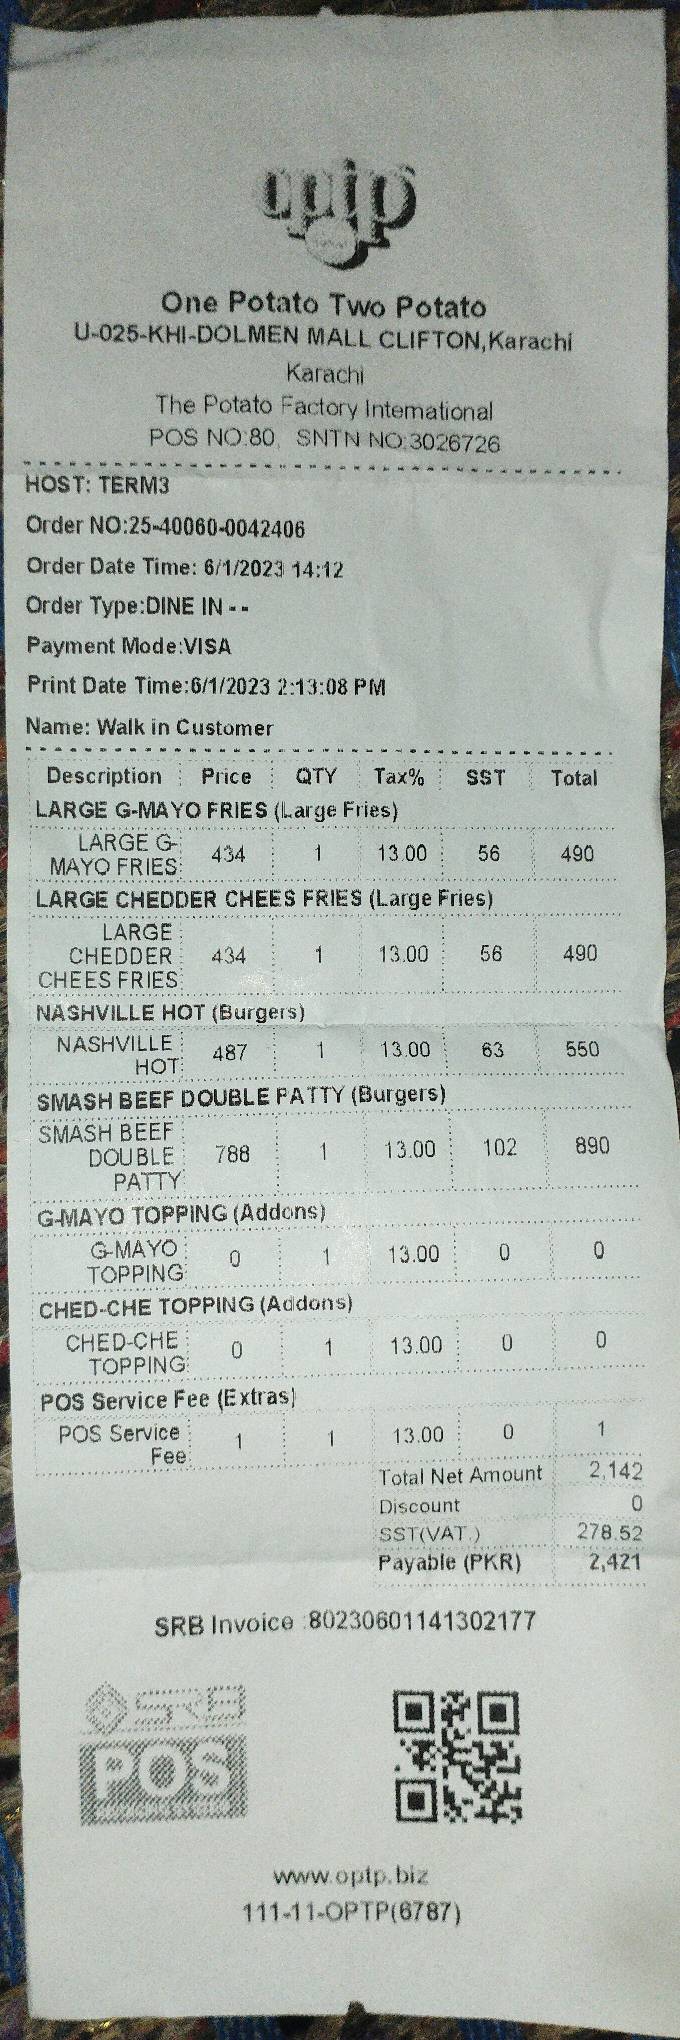 optp
One Potato Two Potato
U-025-KHI-DOLMEN MALL CLIFTON,Karachi
Karachi
The Potato Factory International
POS NO:80, SNTN NO:3026726
HOST: TERM3
Order NO:25-40060-0042406
Order Date Time: 6/1/2023 14:12
Order Type:DINE IN - -
Payment Mode:VISA
Print Date Time:6/1/2023 2:13:08 PM
Name: Walk in Customer
Description Price QTY Tax% SST Total
LARGE G-MAYO FRIES (Large Fries)
LARGE G-
MAYO FRIES 434 1 13.00 56 490
LARGE CHEDDER CHEES FRIES (Large Fries)
LARGE
CHEDDER 434 1 13.00 56 490
CHEES FRIES
NASHVILLE HOT (Burgers)
NASHVILLE 487 1 13.00 63 550
HOT
SMASH BEEF DOUBLE PATTY (Burgers)
SMASH BEEF
DOUBLE 788 1 13.00 102 890
PATTY
G-MAYO TOPPING (Addons)
G-MAYO 0 1 13.00 0 0
TOPPING
CHED-CHE TOPPING (Addons)
CHED-CHE 0 1 13.00 0 0
TOPPING
POS Service Fee (Extras)
POS Service 1 1 13.00 0 1
Fee
Total Net Amount 2,142
Discount 0
SST(VAT.) 278.52
Payable (PKR) 2,421
SRB Invoice :80230601141302177
SRB
POS
www.optp.biz
111-11-OPTP(6787)